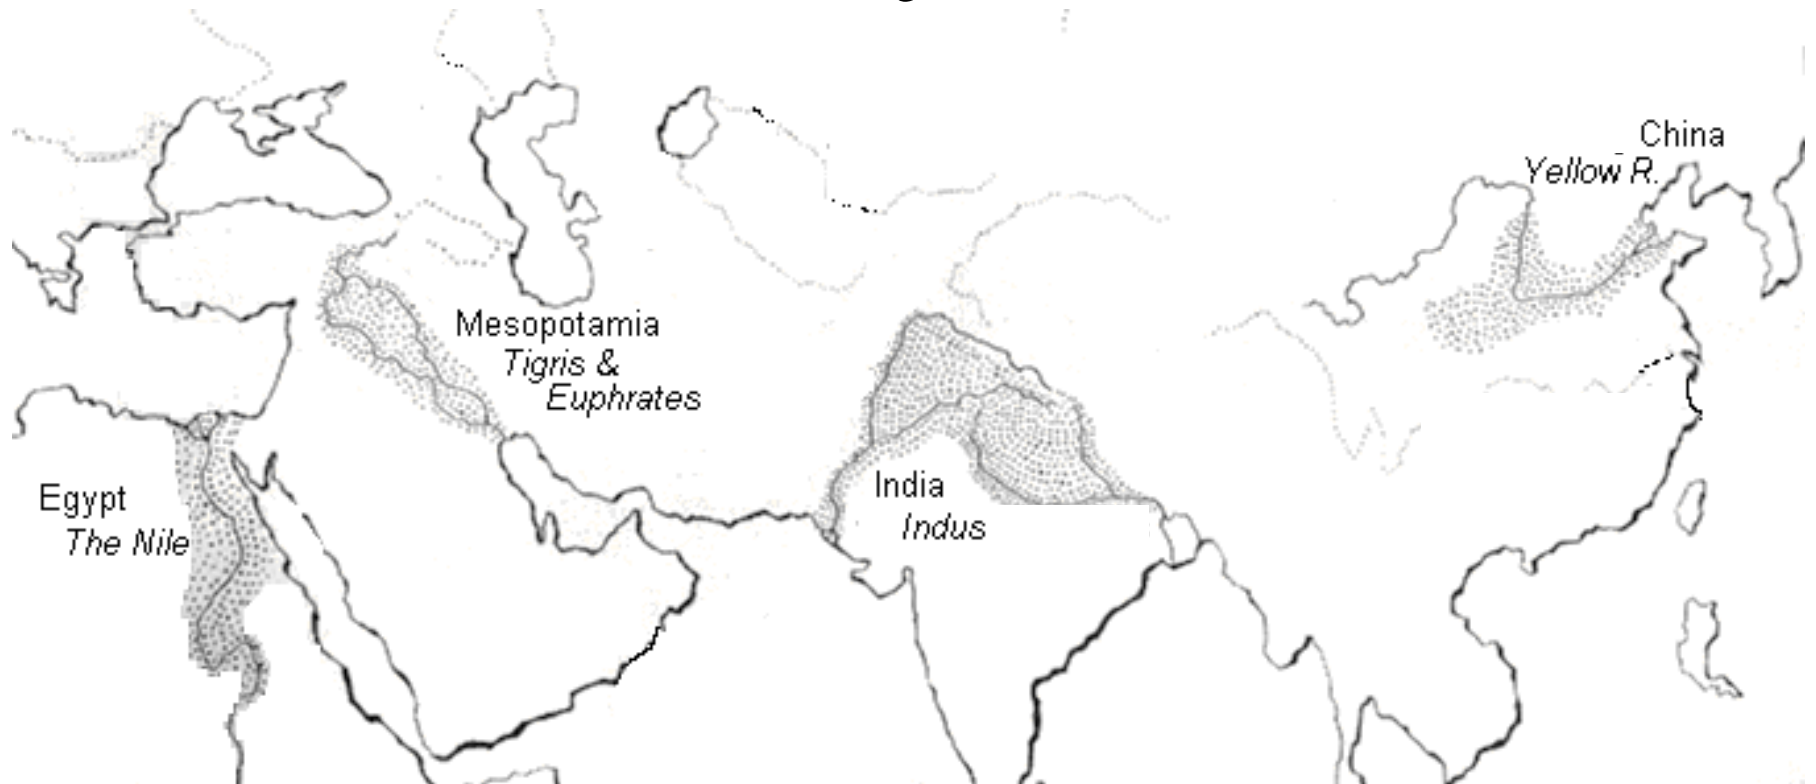 China
Yellow R.
Mesopotamia
Tigris &
Euphrates
Egypt
The Nile
India
Indus